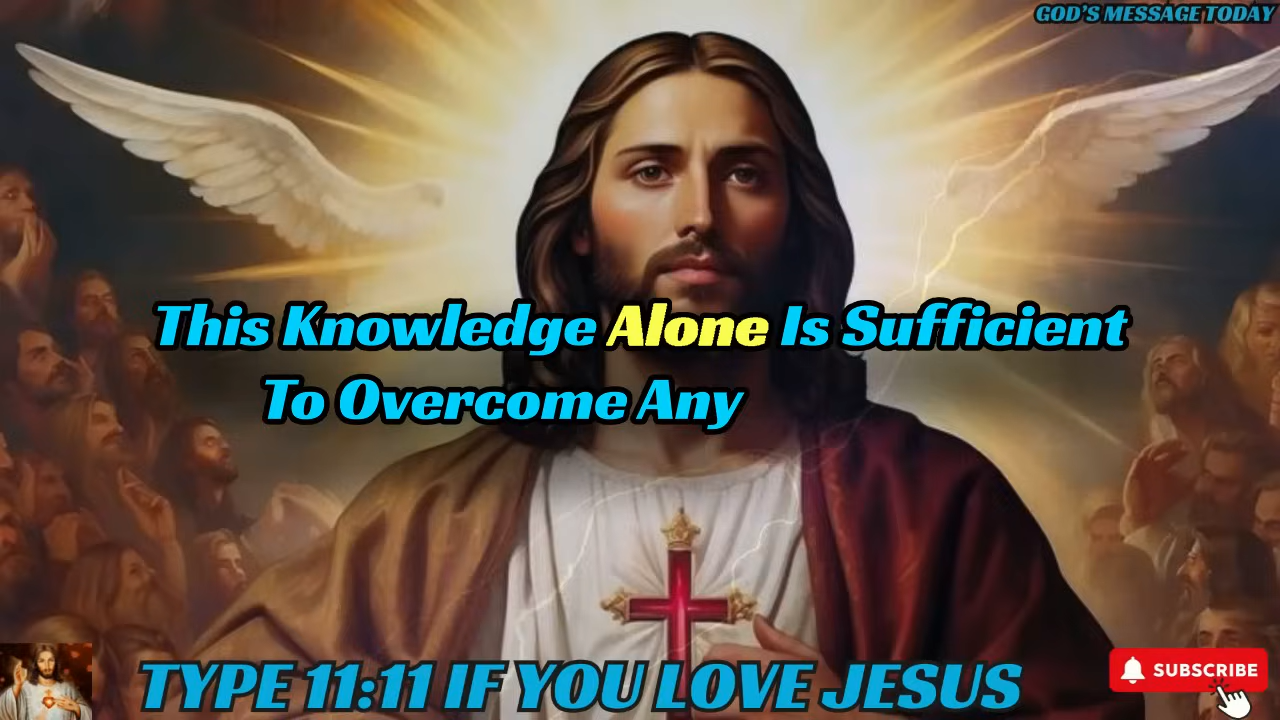 GOD'S MESSAGE TODAY
This Knowledge Alone Is Sufficient
To Overcome Any
TYPE 11:11 IF YOU LOVE JESUS
SUBSCRIBE